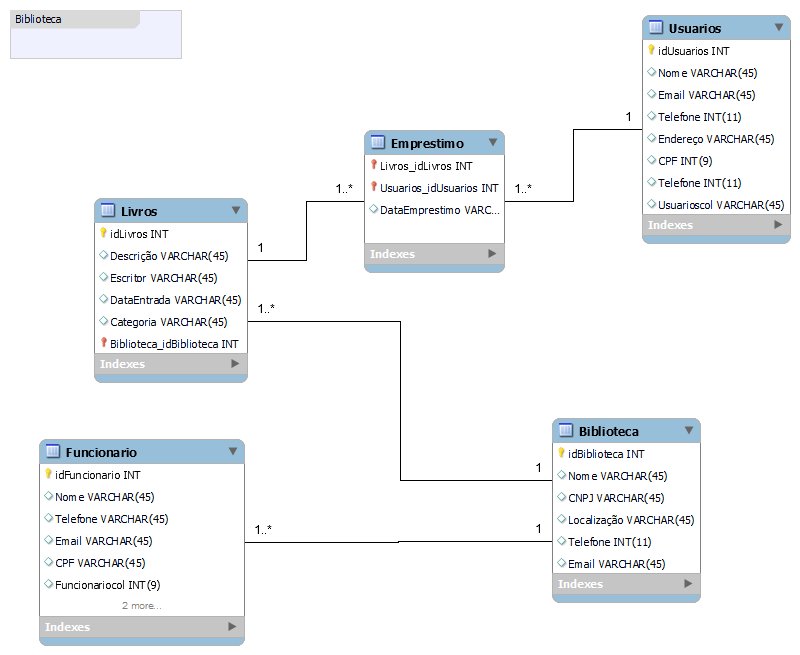 Biblioteca
Usuarios
idUsuarios INT
Nome VARCHAR(45)
Email VARCHAR(45)
Telefone INT(11)
Endereço VARCHAR(45)
CPF INT(9)
Telefone INT(11)
Usuarioscol VARCHAR(45)
Indexes
1
Emprestimo
Livros_idLivros INT
Usuarios_idUsuarios INT
DataEmprestimo VARC...
Indexes
1..*
1..*
Livros
idLivros INT
Descrição VARCHAR(45)
Escritor VARCHAR(45)
DataEntrada VARCHAR(45)
Categoria VARCHAR(45)
Biblioteca_idBiblioteca INT
Indexes
1
1..*
Biblioteca
idBiblioteca INT
Nome VARCHAR(45)
CNPJ VARCHAR(45)
Localização VARCHAR(45)
Telefone INT(11)
Email VARCHAR(45)
Indexes
1
1
Funcionario
idFuncionario INT
Nome VARCHAR(45)
Telefone VARCHAR(45)
Email VARCHAR(45)
CPF VARCHAR(45)
Funcionariocol INT(9)
2 more...
Indexes
1..*